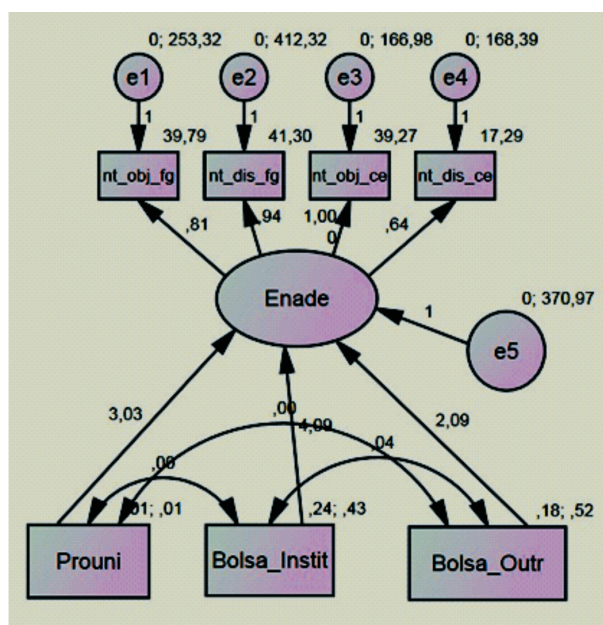 0; 253,32 0; 412,32 0; 166,98 0; 168,39
e1 e2 e3 e4
1 1 1 1
39,79 41,30 39,27 17,29
nt_obj_fg nt_dis_fg nt_obj_ce nt_dis_ce
,81 ,94 1,00 ,64
0
Enade
1
0; 370,97
e5
3,03 ,00 4,09 2,09
,00 ,04
,01; ,01 ,24; ,43 ,18; ,52
Prouni Bolsa_Instit Bolsa_Outr